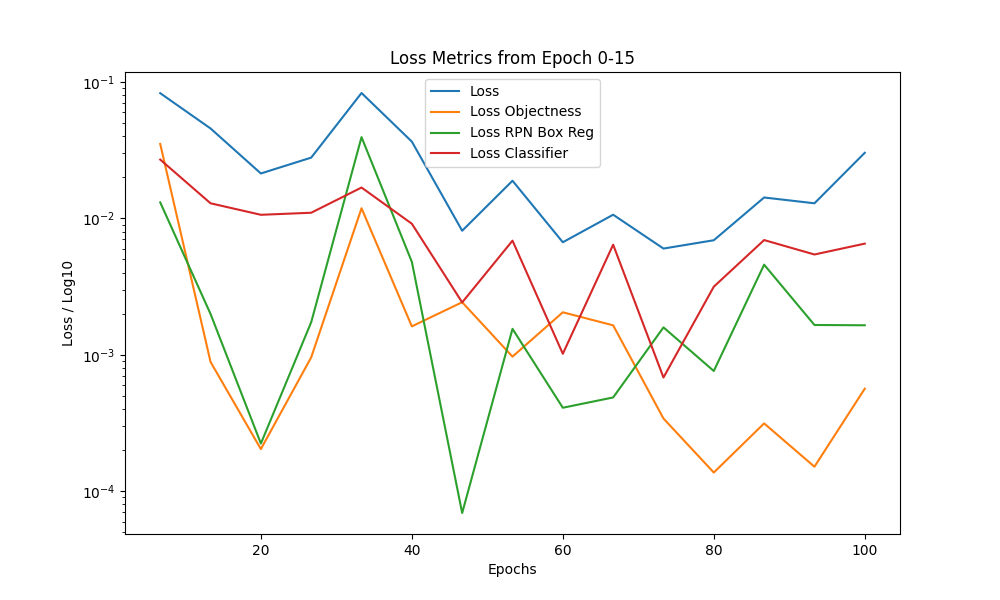 Loss Metrics from Epoch 0-15
Loss
Loss Objectness
Loss RPN Box Reg
Loss Classifier
Loss / Log10
10⁻¹
10⁻²
10⁻³
10⁻⁴
20 40 60 80 100
Epochs